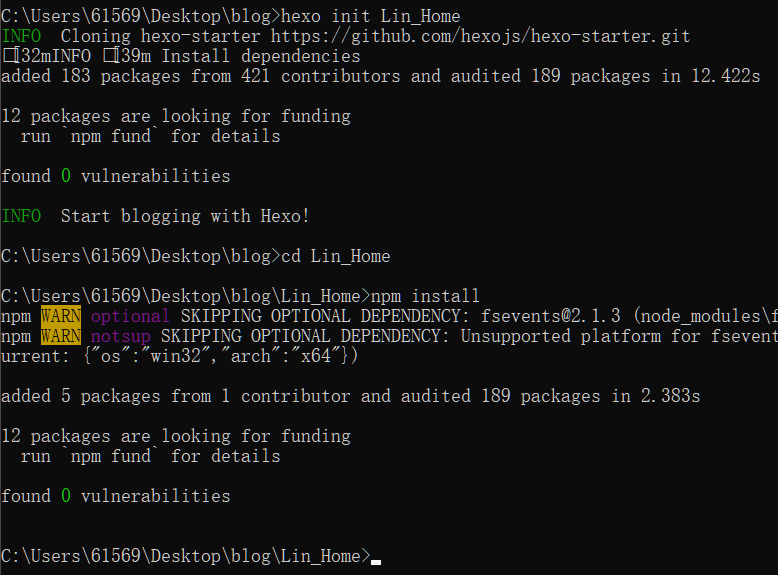 C:\Users\61569\Desktop\blog>hexo init Lin_Home
INFO  Cloning hexo-starter https://github.com/hexojs/hexo-starter.git
[32mINFO [39m Install dependencies
added 183 packages from 421 contributors and audited 189 packages in 12.422s
12 packages are looking for funding
  run `npm fund` for details
found 0 vulnerabilities
INFO  Start blogging with Hexo!
C:\Users\61569\Desktop\blog>cd Lin_Home
C:\Users\61569\Desktop\blog\Lin_Home>npm install
npm WARN optional SKIPPING OPTIONAL DEPENDENCY: fsevents@2.1.3 (node_modules\f
npm WARN notsup SKIPPING OPTIONAL DEPENDENCY: Unsupported platform for fsevent
urrent: {"os":"win32","arch":"x64"})
added 5 packages from 1 contributor and audited 189 packages in 2.383s
12 packages are looking for funding
  run `npm fund` for details
found 0 vulnerabilities
C:\Users\61569\Desktop\blog\Lin_Home>